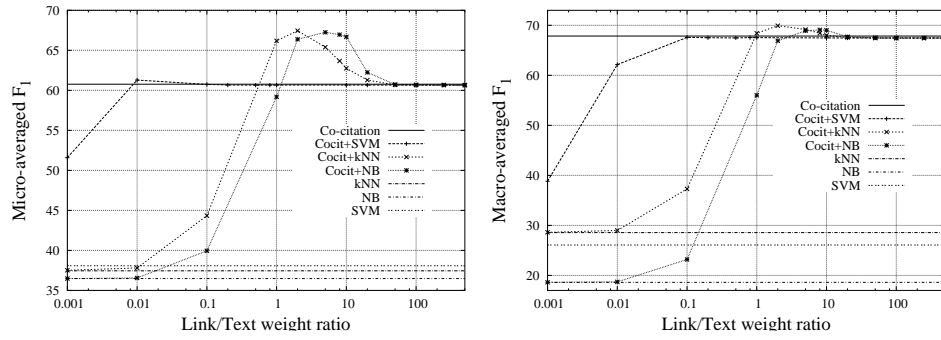 70
65
60
55
50
45
40
35
Micro-averaged F1
Co-citation
Cocit+SVM
Cocit+kNN
Cocit+NB
kNN
NB
SVM
0.001 0.01 0.1 1 10 100
Link/Text weight ratio
70
60
50
40
30
20
Macro-averaged F1
Co-citation
Cocit+SVM
Cocit+kNN
Cocit+NB
kNN
NB
SVM
0.001 0.01 0.1 1 10 100
Link/Text weight ratio